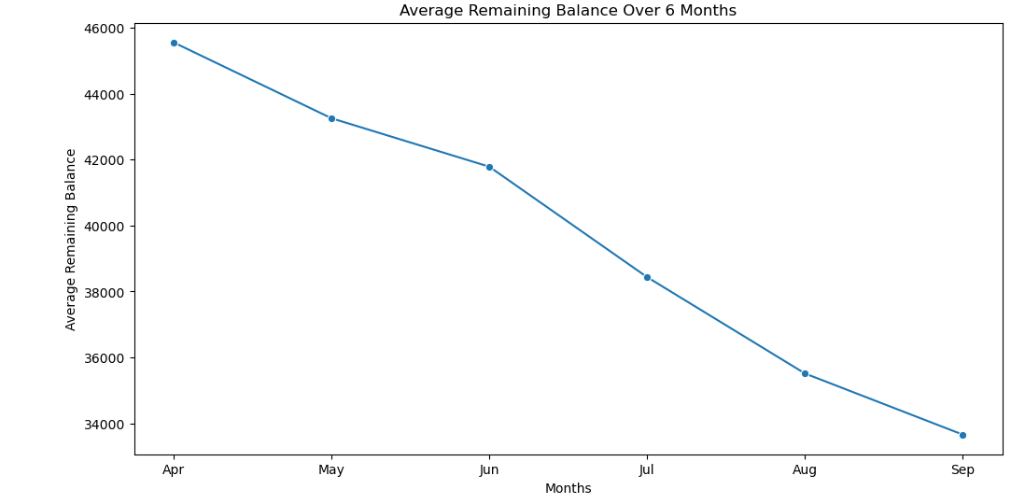 Average Remaining Balance Over 6 Months
Average Remaining Balance
46000
44000
42000
40000
38000
36000
34000
Apr May Jun Jul Aug Sep
Months